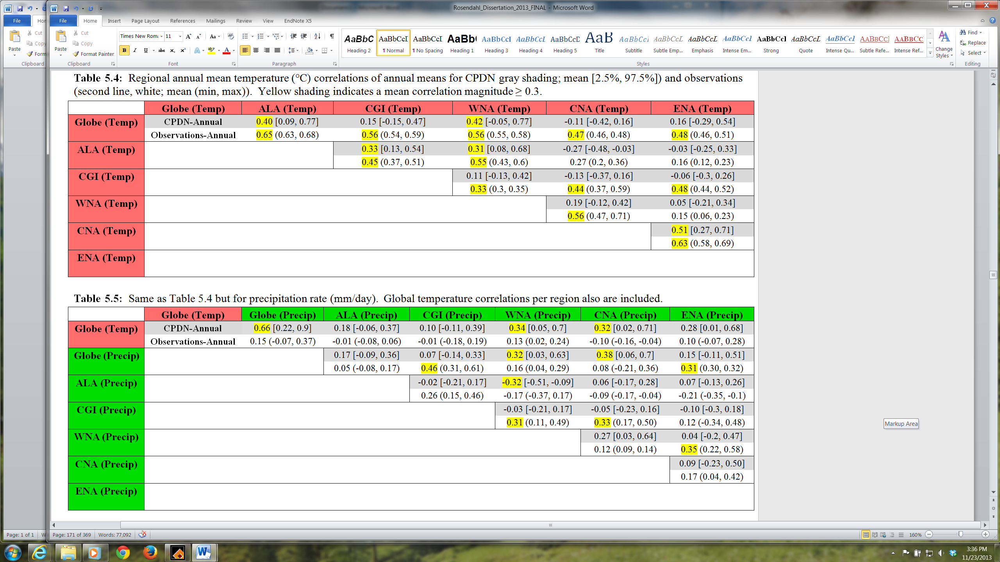 Rosendahl_Dissertation_2013_FINAL - Microsoft Word
File
Hor
File
Home
Insert
Page Layout
References
Mailings
Review
View
EndNote X5
Cut
Copy
Form
Paste
Clipboard
Cut
Copy
Format Painter
Paste
Clipboard
Times New Roma
11
Font
Paragraph
AaBbC AaBbCcI AaBbCcI AaBb( AaBbCcI AaBbCcL AaBbCcD AaB AaBbCcI AaBbCcL AaBbCcL AaBbCcI AaBbCcI AaBbCcL AaBbCcI AABBCCI AABBCC
Heading 2 ¶ Normal ¶ No Spacing Heading 1 Heading 3 Heading 4 Heading 5 Title Subtitle Subtle Emp... Emphasis Intense Em... Strong Quote Intense Qu... Subtle Refe... Intense Ref...
Styles
Change Styles
Find
Replace
Select
Editing
Table 5.4: Regional annual mean temperature (°C) correlations of annual means for CPDN gray shading; mean [2.5%, 97.5%]) and observations
(second line, white; mean (min, max)). Yellow shading indicates a mean correlation magnitude ≥ 0.3.
Globe (Temp) ALA (Temp) CGI (Temp) WNA (Temp) CNA (Temp) ENA (Temp)
Globe (Temp) CPDN-Annual 0.40 [0.09, 0.77] 0.15 [-0.15, 0.47] 0.42 [-0.05, 0.77] -0.11 [-0.42, 0.16] 0.16 [-0.29, 0.54]
Observations-Annual 0.65 (0.63, 0.68) 0.56 (0.54, 0.59) 0.56 (0.55, 0.58) 0.47 (0.46, 0.48) 0.48 (0.46, 0.51)
ALA (Temp) 0.33 [0.13, 0.54] 0.31 [0.08, 0.68] -0.27 [-0.48, -0.03] -0.03 [-0.25, 0.33]
0.45 (0.37, 0.51) 0.55 (0.43, 0.6) 0.27 (0.2, 0.36) 0.16 (0.12, 0.23)
CGI (Temp) 0.11 [-0.13, 0.42] -0.13 [-0.37, 0.16] -0.06 [-0.3, 0.26]
0.33 (0.3, 0.35) 0.44 (0.37, 0.59) 0.48 (0.44, 0.52)
WNA (Temp) 0.19 [-0.12, 0.42] 0.05 [-0.21, 0.34]
0.56 (0.47, 0.71) 0.15 (0.06, 0.23)
CNA (Temp) 0.51 [0.27, 0.71]
0.63 (0.58, 0.69)
ENA (Temp)
Table 5.5: Same as Table 5.4 but for precipitation rate (mm/day). Global temperature correlations per region also are included.
Globe (Temp) Globe (Precip) ALA (Precip) CGI (Precip) WNA (Precip) CNA (Precip) ENA (Precip)
Globe (Temp) CPDN-Annual 0.66 [0.22, 0.9] 0.18 [-0.06, 0.37] 0.10 [-0.11, 0.39] 0.34 [0.05, 0.7] 0.32 [0.02, 0.71] 0.28 [0.01, 0.68]
Observations-Annual 0.15 (-0.07, 0.37) -0.01 (-0.08, 0.06) -0.01 (-0.18, 0.19) 0.13 (0.02, 0.24) -0.10 (-0.16, -0.04) 0.10 (-0.07, 0.28)
Globe (Precip) 0.17 [-0.09, 0.36] 0.07 [-0.14, 0.33] 0.32 [0.03, 0.63] 0.38 [0.06, 0.7] 0.15 [-0.11, 0.51]
0.05 (-0.08, 0.17) 0.46 (0.31, 0.61) 0.16 (0.04, 0.29) 0.08 (-0.21, 0.36) 0.31 (0.30, 0.32)
ALA (Precip) -0.02 [-0.21, 0.17] -0.32 [-0.51, -0.09] 0.06 [-0.17, 0.28] 0.07 [-0.13, 0.26]
0.26 (0.15, 0.46) -0.17 (-0.37, 0.17) -0.09 (-0.17, -0.04) -0.21 (-0.35, -0.1)
CGI (Precip) -0.03 [-0.21, 0.17] -0.05 [-0.23, 0.16] -0.10 [-0.3, 0.18]
0.31 (0.11, 0.49) 0.33 (0.17, 0.50) 0.12 (-0.34, 0.48)
WNA (Precip) 0.27 [0.03, 0.64] 0.04 [-0.2, 0.47]
0.12 (0.09, 0.14) 0.35 (0.22, 0.58)
CNA (Precip) 0.09 [-0.23, 0.50]
0.17 (0.04, 0.42)
ENA (Precip)
Markup Area
Page: 1 of 1 W
Page: 171 of 369 Words: 77,092
160%
3:36 PM
11/23/2013